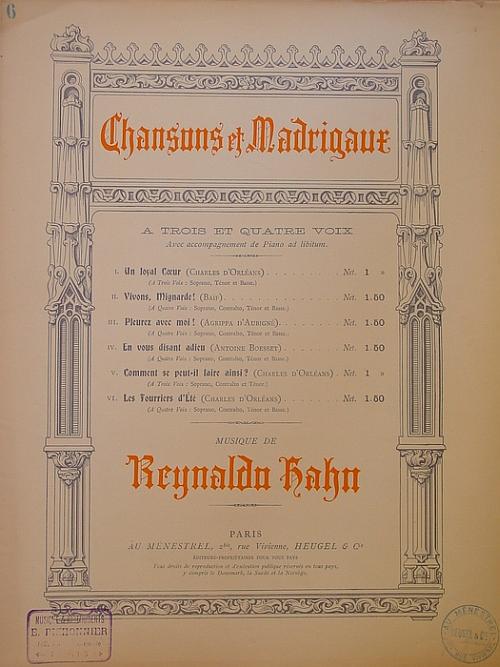 6
Chansons et Madrigaux
A TROIS ET QUATRE VOIX
Avec accompagnement de Piano ad libitum.
I. Un loyal Cœur (CHARLES D'ORLÉANS) . . . . . . . . . . Net. 1 »
(A Trois Voix : Soprano, Ténor et Basse.)
II. Vivons, Mignarde! (BAIF) . . . . . . . . . . . . . . . Net. 1.50
(A Quatre Voix : Soprano, Contralto, Ténor et Basse.)
III. Pleurez avec moi! (AGRIPPA D'AUBIGNÉ) . . . . . . . . Net. 1.50
(A Quatre Voix : Soprano, Contralto, Ténor et Basse.)
IV. En vous disant adieu (ANTOINE BOESSET) . . . . . . . Net. 1.50
(A Quatre Voix : Soprano, Contralto, Ténor et Basse.)
V. Comment se peut-il faire ainsi? (CHARLES D'ORLÉANS) . Net. 1 »
(A Trois Voix : Soprano, Contralto et Ténor.)
VI. Les Fourriers d'Été (CHARLES D'ORLÉANS) . . . . . . . Net. 1.50
(A Quatre Voix : Soprano, Contralto, Ténor et Basse.)
MUSIQUE DE
Reynaldo Hahn
PARIS
AU MÉNESTREL, 2bis, rue Vivienne, HEUGEL & Cie
ÉDITEURS-PROPRIÉTAIRES POUR TOUS PAYS
Tous droits de reproduction et d'exécution publique réservés en tous pays,
y compris le Danemark, la Suède et la Norvège.
E. PICHONNIER
AU MÉNESTREL
HEUGEL & Cie